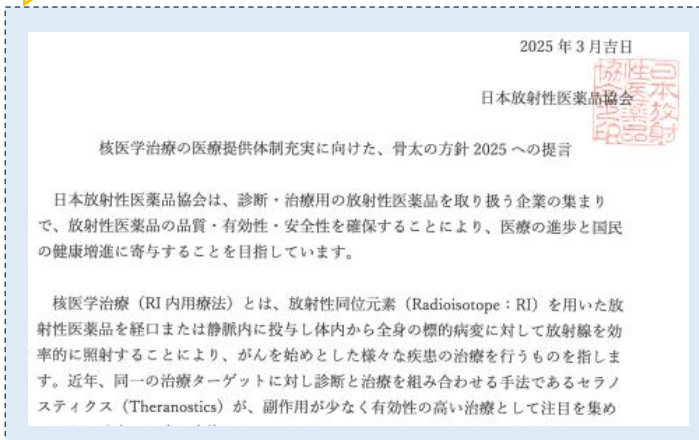 2025 年 3 月吉日
日本放射性医薬品協会
核医学治療の医療提供体制充実に向けた、骨太の方針 2025 への提言
日本放射性医薬品協会は、診断・治療用の放射性医薬品を取り扱う企業の集まり
で、放射性医薬品の品質・有効性・安全性を確保することにより、医療の進歩と国民
の健康増進に寄与することを目指しています。
核医学治療（RI 内用療法）とは、放射性同位元素（Radioisotope：RI）を用いた放
射性医薬品を経口または静脈内に投与し体内から全身の標的病変に対して放射線を効
率的に照射することにより、がんを始めとした様々な疾患の治療を行うものを指しま
す。近年、同一の治療ターゲットに対し診断と治療を組み合わせる手法であるセラノ
スティクス（Theranostics）が、副作用が少なく有効性の高い治療として注目を集め